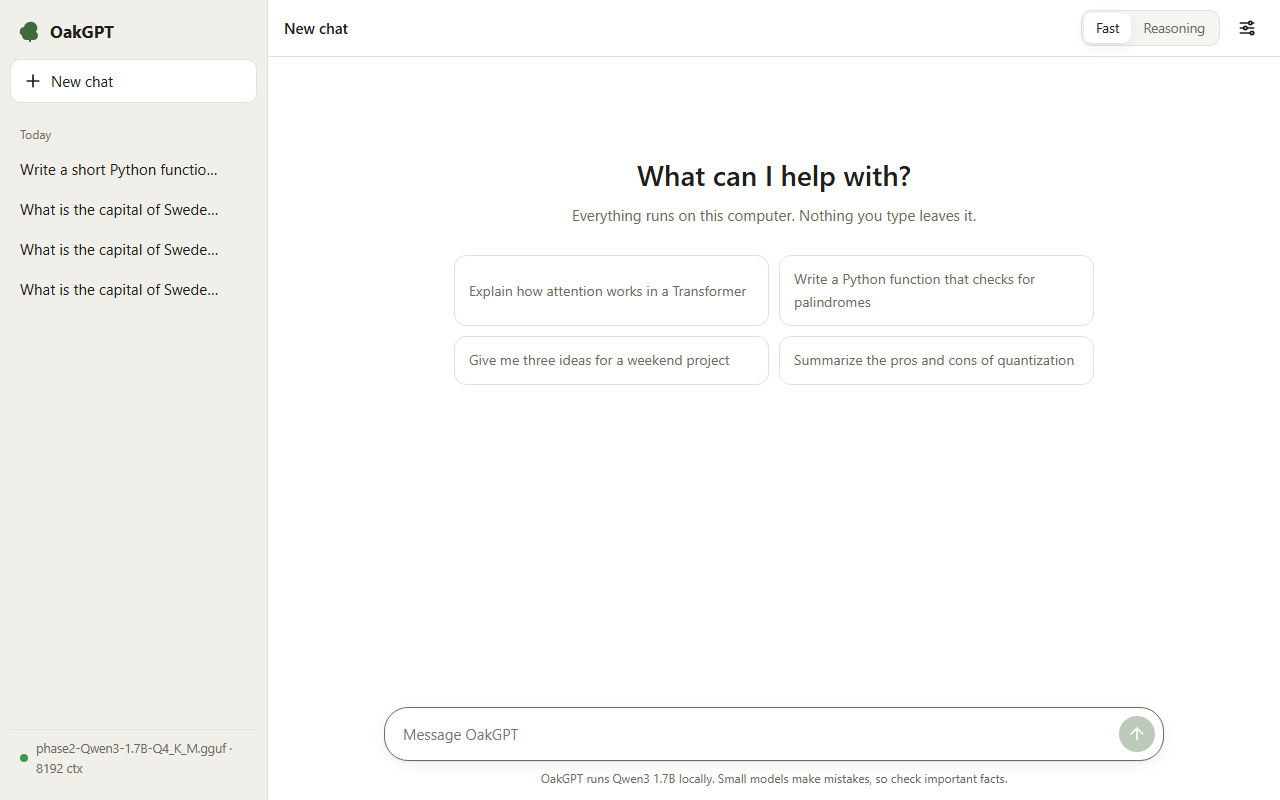 OakGPT
New chat
Today
Write a short Python functio...
What is the capital of Swede...
What is the capital of Swede...
What is the capital of Swede...
phase2-Qwen3-1.7B-Q4_K_M.gguf ·
8192 ctx
New chat
Fast
Reasoning
What can I help with?
Everything runs on this computer. Nothing you type leaves it.
Explain how attention works in a Transformer
Write a Python function that checks for
palindromes
Give me three ideas for a weekend project
Summarize the pros and cons of quantization
Message OakGPT
OakGPT runs Qwen3 1.7B locally. Small models make mistakes, so check important facts.